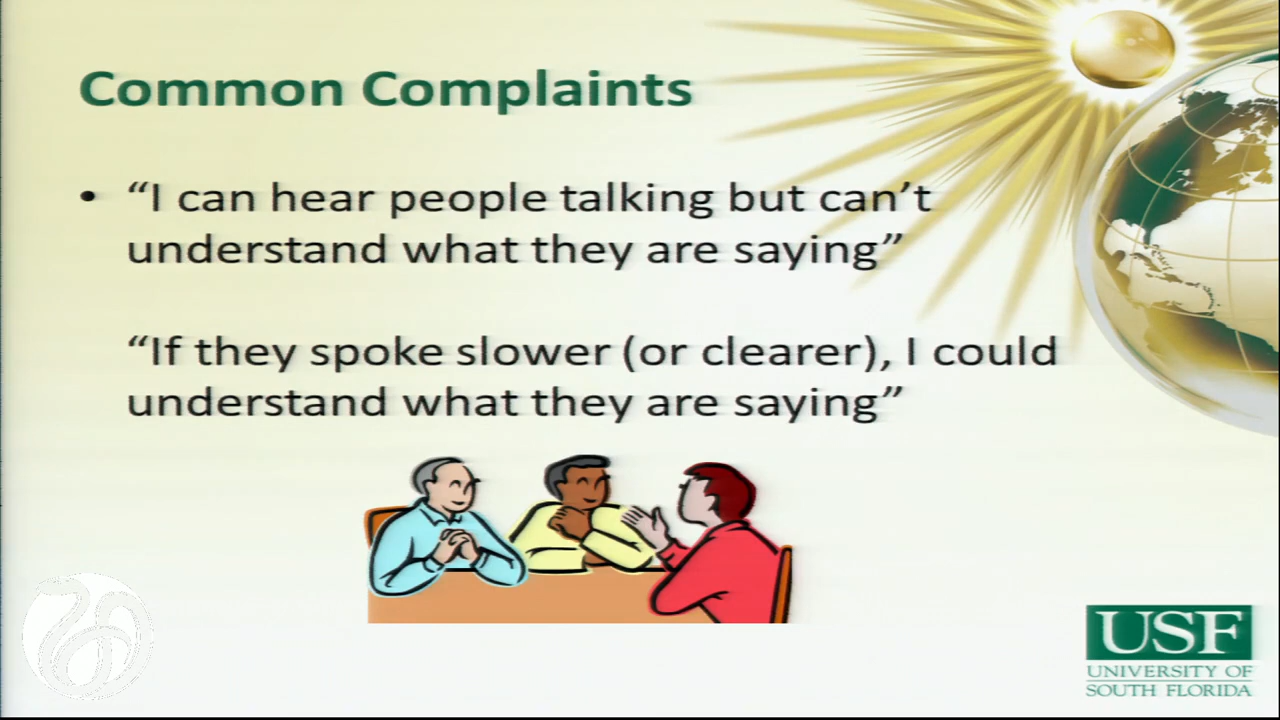 Common Complaints
• “I can hear people talking but can’t
understand what they are saying”
“If they spoke slower (or clearer), I could
understand what they are saying”
USF
UNIVERSITY OF
SOUTH FLORIDA